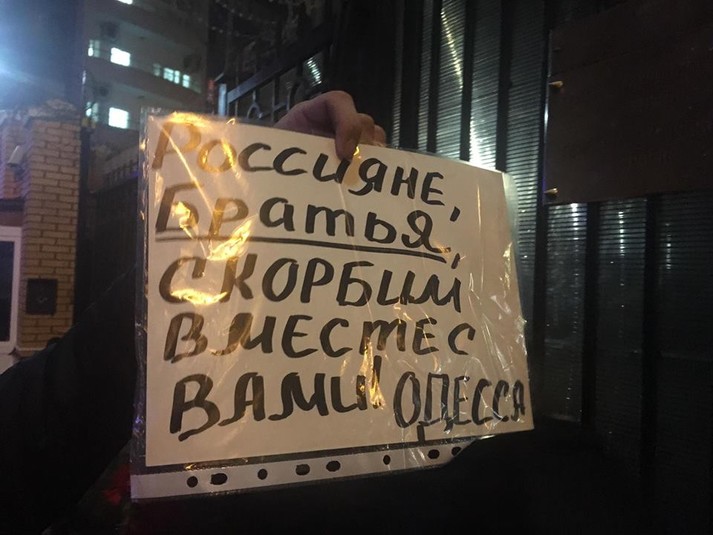 РОССИЯНЕ,
Братья,
СКОРБИМ
ВМЕСТЕ С
ВАМИ! ОДЕССА